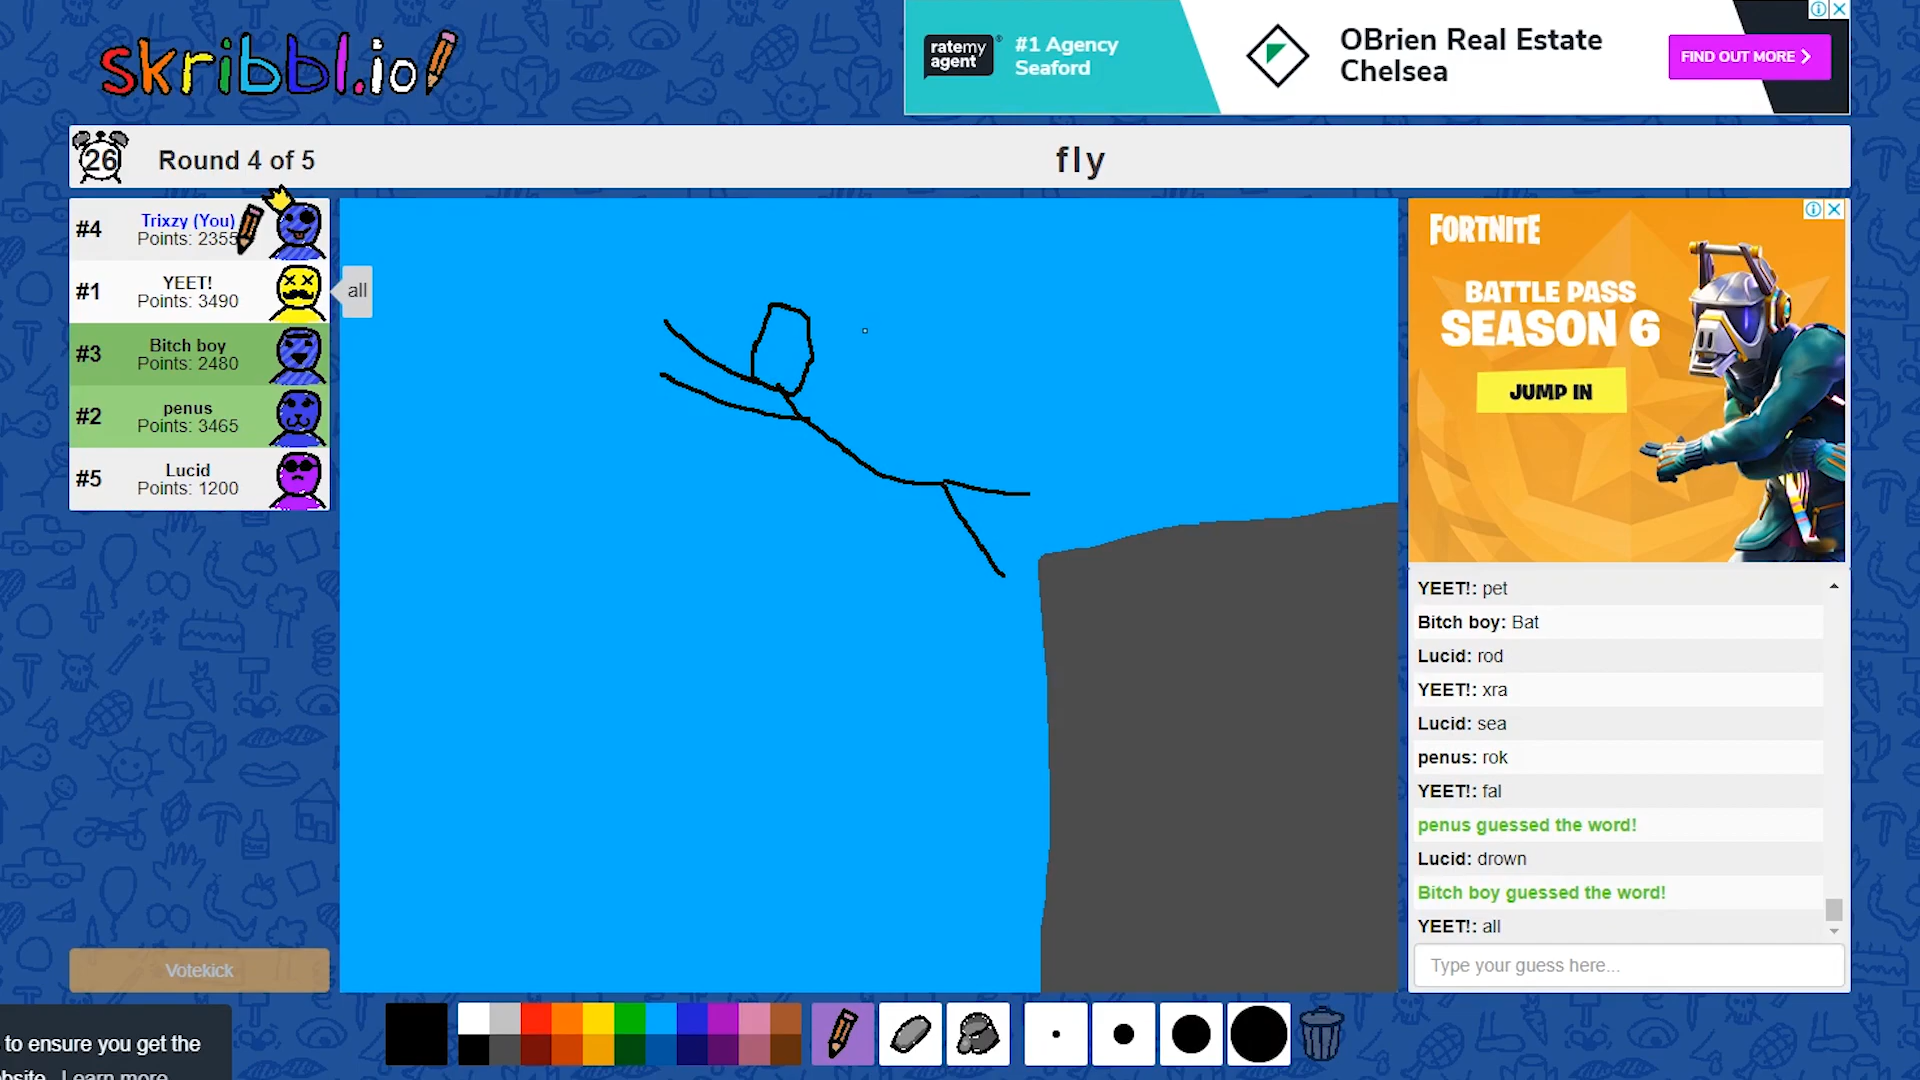 skribbl.io
ratemy
agent
#1 Agency
Seaford
OBrien Real Estate
Chelsea
FIND OUT MORE
26
Round 4 of 5
fly
#4
Trixzy (You)
Points: 2355
#1
YEET!
Points: 3490
all
#3
Bitch boy
Points: 2480
#2
penus
Points: 3465
#5
Lucid
Points: 1200
FORTNITE
BATTLE PASS
SEASON 6
JUMP IN
YEET!: pet
Bitch boy: Bat
Lucid: rod
YEET!: xra
Lucid: sea
penus: rok
YEET!: fal
penus guessed the word!
Lucid: drown
Bitch boy guessed the word!
YEET!: all
Type your guess here...
Votekick
to ensure you get the
bsite. Learn more